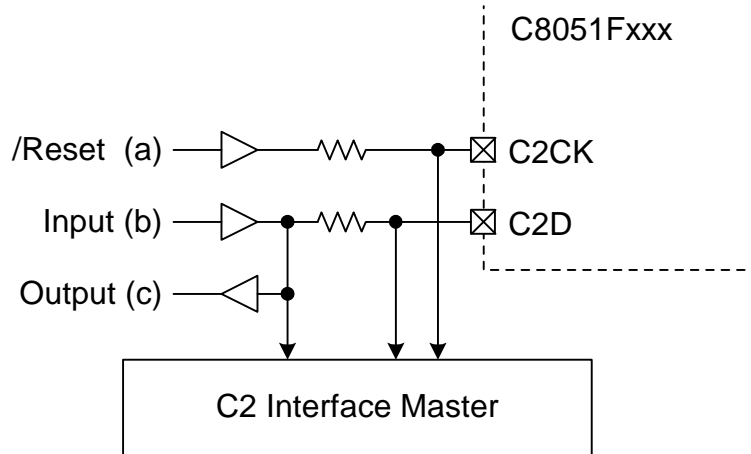 C8051Fxxx
/Reset (a)
C2CK
Input (b)
C2D
Output (c)
C2 Interface Master